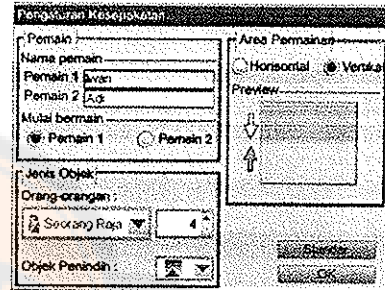 Pengaturan Kesepakatan
Pemain :
Nama pemain
Pemain 1 Iwan
Pemain 2 Adi
Mulai bermain
Pemain 1 Pemain 2
Jenis Objek
Orang-orangan :
Seorang Raja 4
Objek Penindin :
Area Permainan
Horisontal Vertikal
Preview
Standar
OK